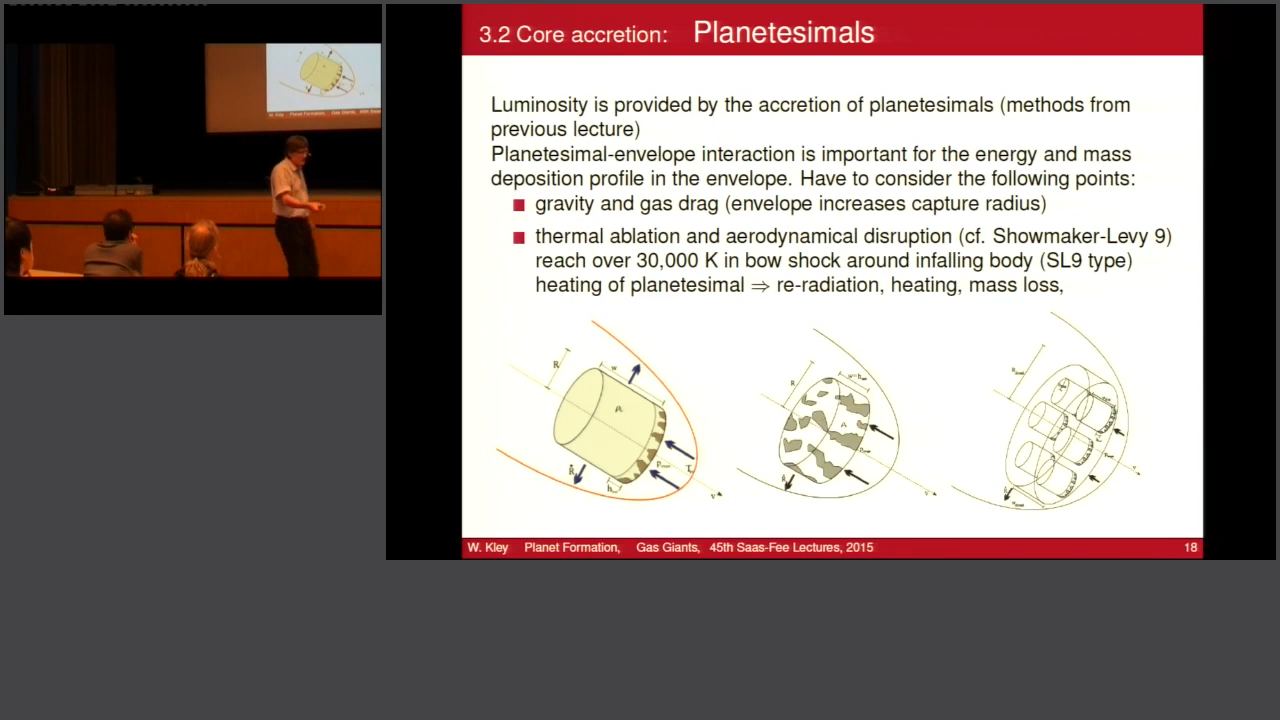 3.2 Core accretion: Planetesimals
Luminosity is provided by the accretion of planetesimals (methods from
previous lecture)
Planetesimal-envelope interaction is important for the energy and mass
deposition profile in the envelope. Have to consider the following points:
gravity and gas drag (envelope increases capture radius)
thermal ablation and aerodynamical disruption (cf. Showmaker-Levy 9)
reach over 30,000 K in bow shock around infalling body (SL9 type)
heating of planetesimal ⇒ re-radiation, heating, mass loss,
R
w
v
R
v
W. Kley Planet Formation, Gas Giants, 45th Saas-Fee Lectures, 2015 18